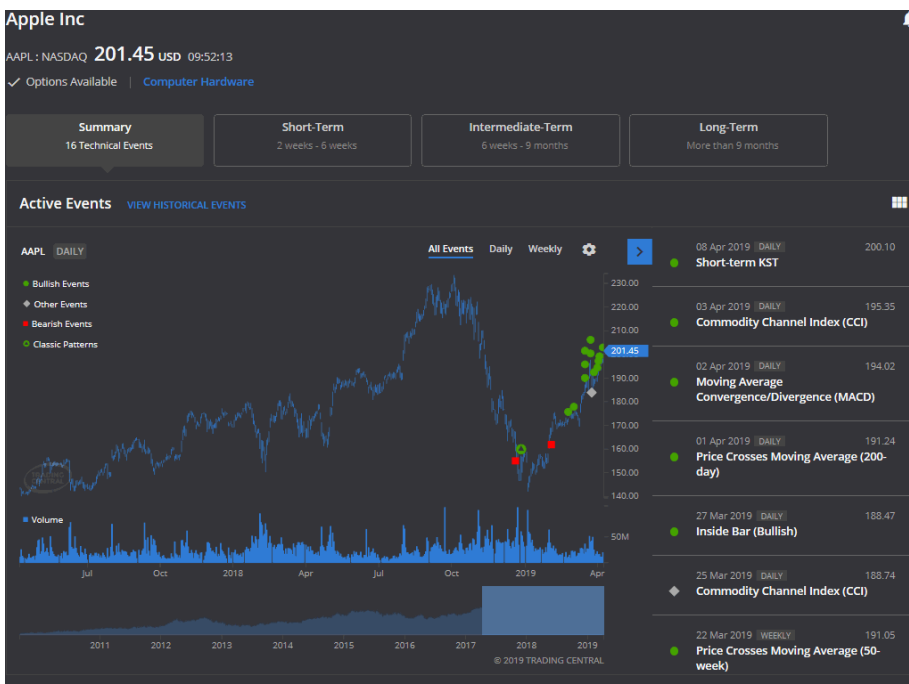 Apple Inc
AAPL : NASDAQ 201.45 USD 09:52:13
Options Available | Computer Hardware
Summary
16 Technical Events
Short-Term
2 weeks - 6 weeks
Intermediate-Term
6 weeks - 9 months
Long-Term
More than 9 months
Active Events VIEW HISTORICAL EVENTS
AAPL DAILY
All Events Daily Weekly
Bullish Events
Other Events
Bearish Events
Classic Patterns
230.00
220.00
210.00
201.45
190.00
180.00
170.00
160.00
150.00
140.00
TRADING
CENTRAL
Volume
50M
Jul Oct 2018 Apr Jul Oct 2019 Apr
2011 2012 2013 2014 2015 2016 2017 2018 2019
© 2019 TRADING CENTRAL
08 Apr 2019 DAILY 200.10
Short-term KST
03 Apr 2019 DAILY 195.35
Commodity Channel Index (CCI)
02 Apr 2019 DAILY 194.02
Moving Average
Convergence/Divergence (MACD)
01 Apr 2019 DAILY 191.24
Price Crosses Moving Average (200-
day)
27 Mar 2019 DAILY 188.47
Inside Bar (Bullish)
25 Mar 2019 DAILY 188.74
Commodity Channel Index (CCI)
22 Mar 2019 WEEKLY 191.05
Price Crosses Moving Average (50-
week)